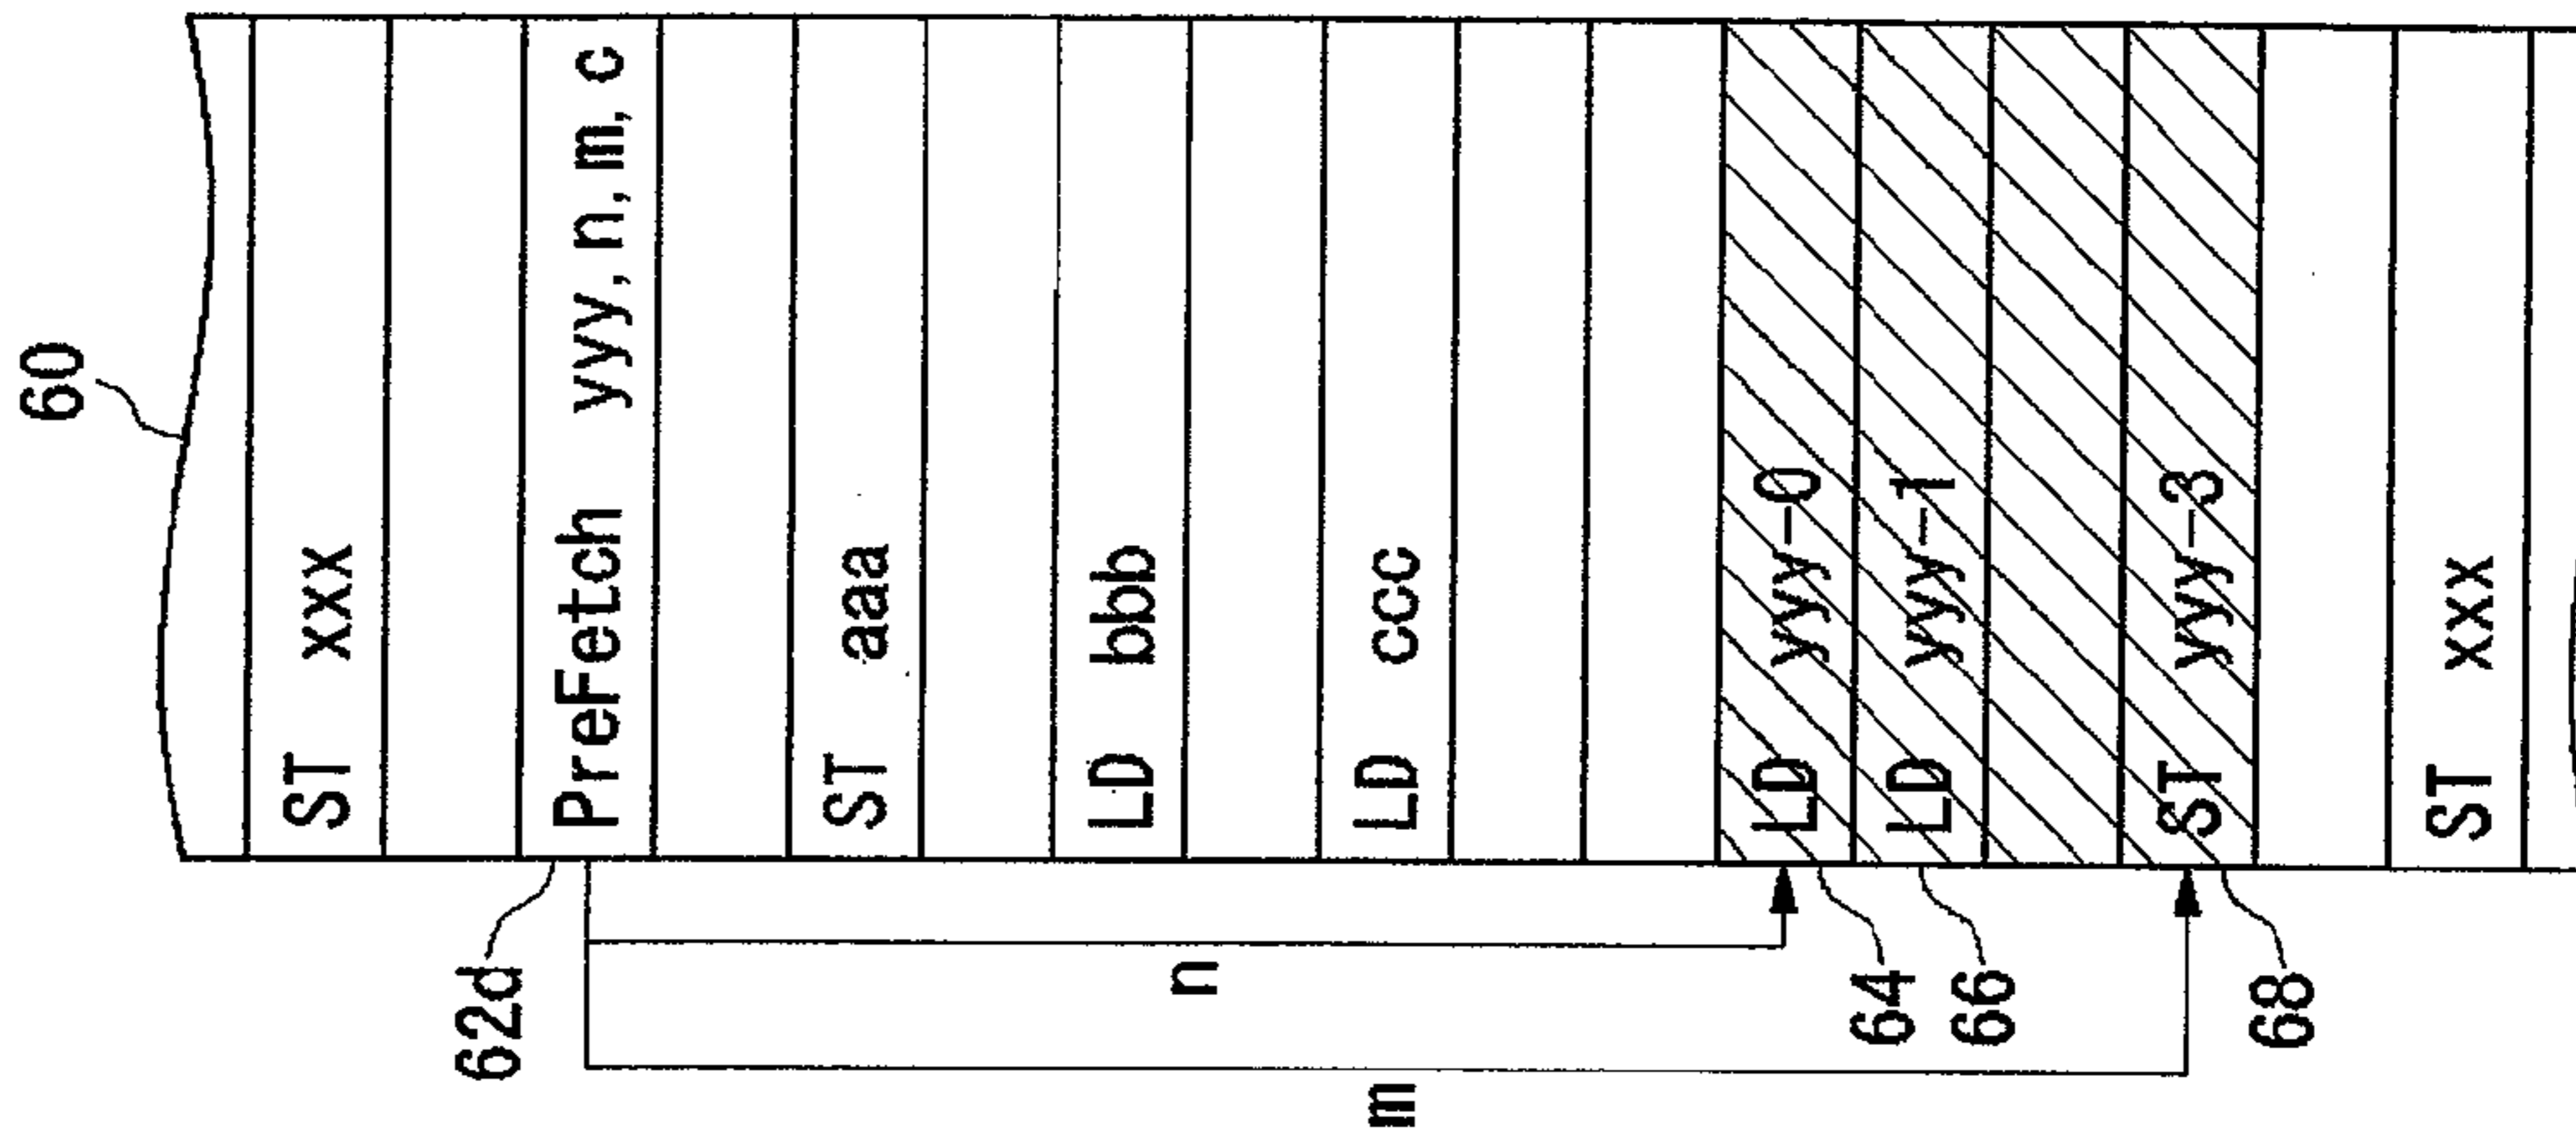 60
ST xxx
62d
PreFetch yyy, n, m, c
ST aaa
LD bbb
n
LD ccc
m
LD yyy-0
64
LD yyy-1
66
ST yyy-3
68
ST xxx